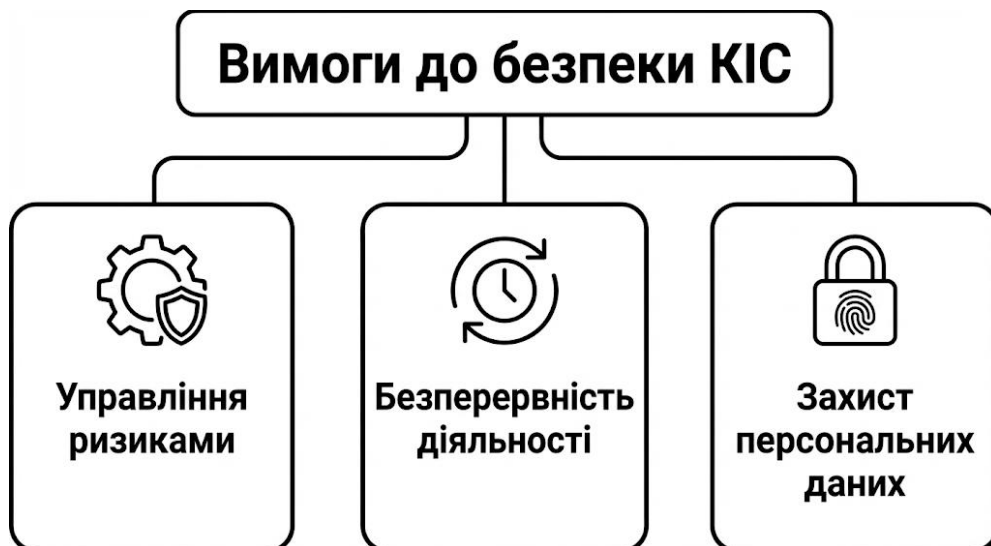 Вимоги до безпеки КІС
Управління
ризиками
Безперервність
діяльності
Захист
персональних
даних